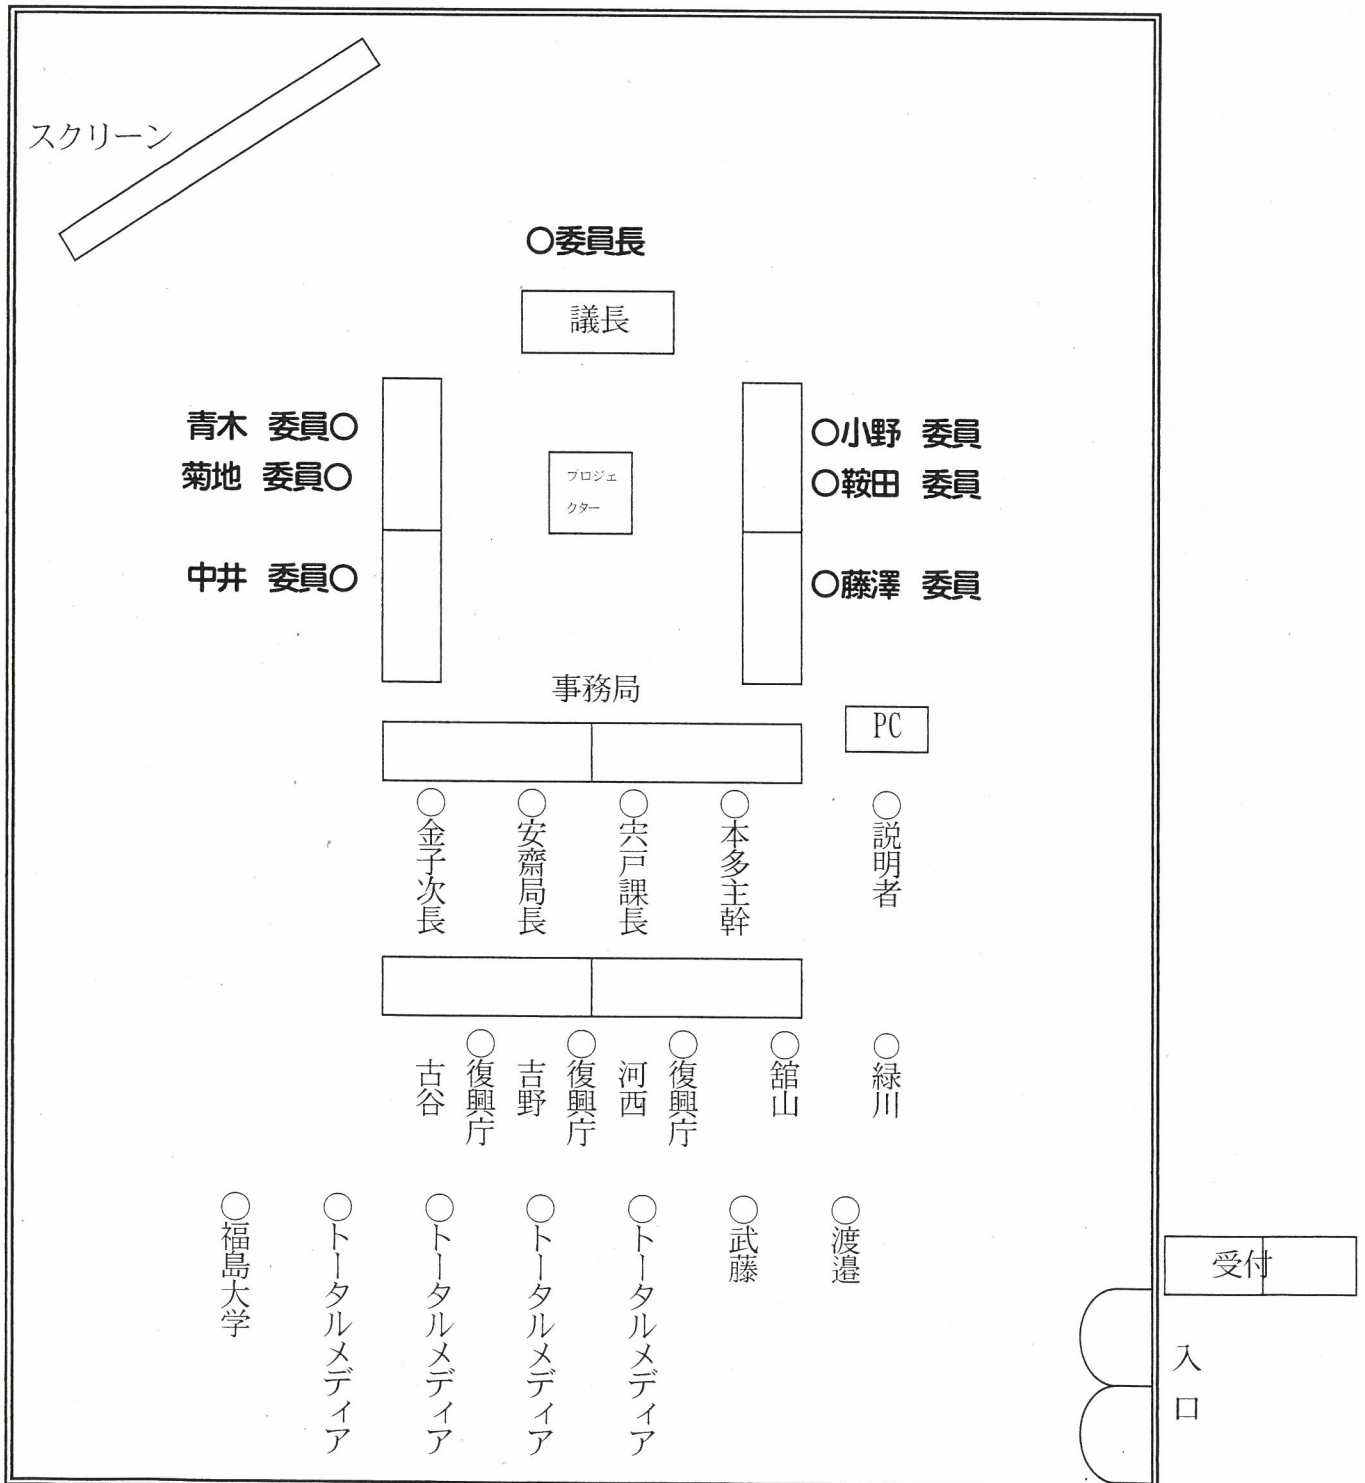 スクリーン
○委員長
議長
青木 委員○
菊地 委員○
中井 委員○
プロジェ
クター
○小野 委員
○鞍田 委員
○藤澤 委員
事務局
PC
○金子次長
○安齋局長
○宍戸課長
○本多主幹
○説明者
○復興庁
古谷
○復興庁
吉野
○復興庁
河西
○舘山
○緑川
○福島大学
○トータルメディア
○トータルメディア
○トータルメディア
○トータルメディア
○武藤
○渡邉
受付
入口